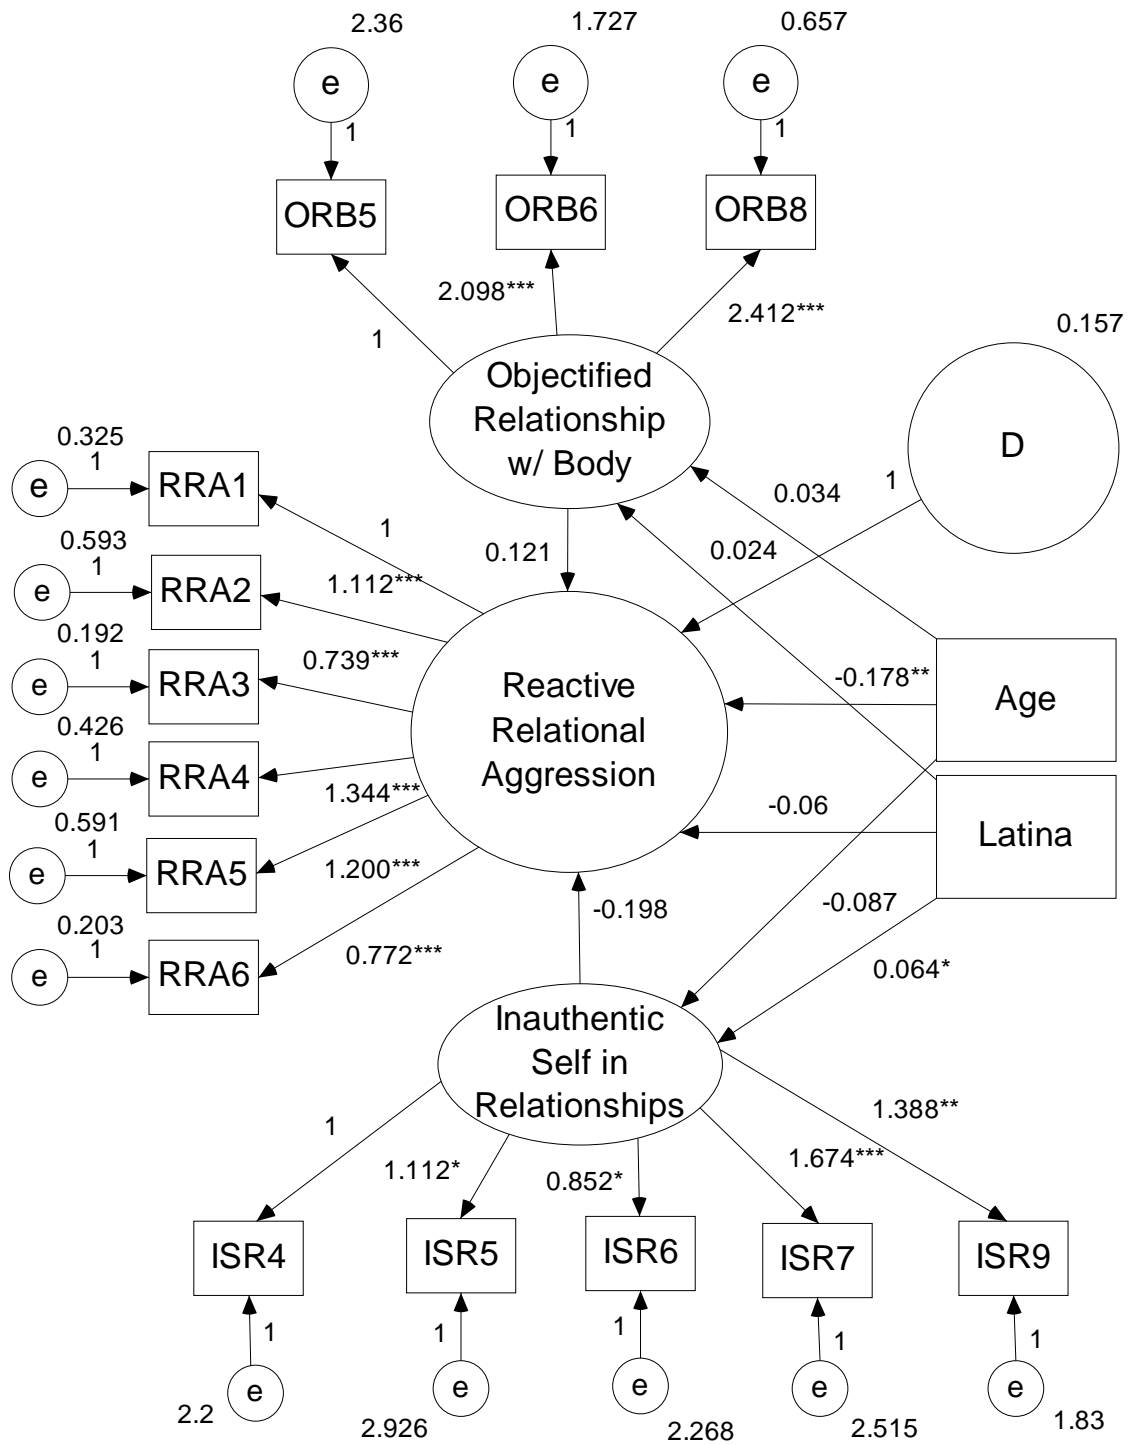 2.36
1.727
0.657
e
e
e
1
1
1
ORB5
ORB6
ORB8
2.098***
2.412***
1
0.157
Objectified
Relationship
w/ Body
D
0.325
1
e
RRA1
1
0.034
1
0.593
1
e
RRA2
1.112***
0.121
0.024
0.192
1
e
RRA3
0.739***
Reactive
Relational
Aggression
-0.178**
Age
0.426
1
e
RRA4
1.344***
-0.06
Latina
0.591
1
e
RRA5
1.200***
-0.198
-0.087
0.203
1
e
RRA6
0.772***
0.064*
Inauthentic
Self in
Relationships
1
1.112*
0.852*
1.674***
1.388**
ISR4
ISR5
ISR6
ISR7
ISR9
1
1
1
1
1
e
e
e
e
e
2.2
2.926
2.268
2.515
1.83